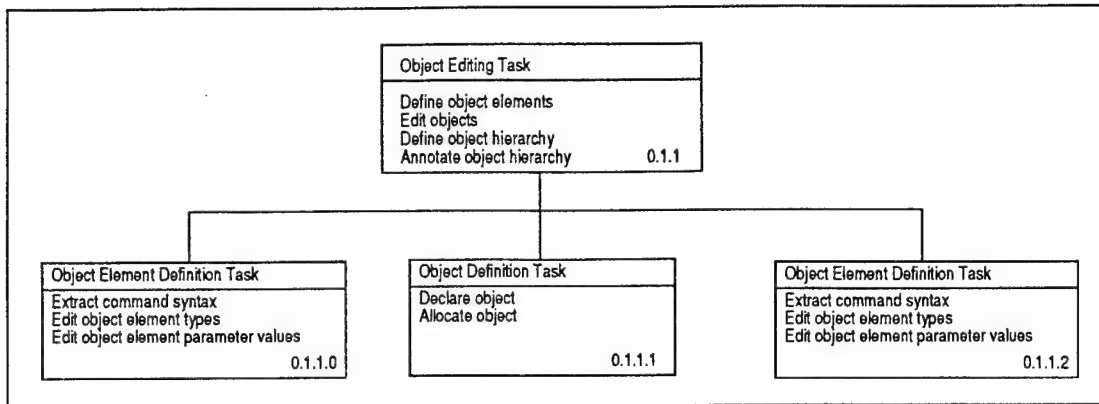 Object Editing Task
Define object elements
Edit objects
Define object hierarchy
Annotate object hierarchy 0.1.1
Object Element Definition Task
Extract command syntax
Edit object element types
Edit object element parameter values
0.1.1.0
Object Definition Task
Declare object
Allocate object
0.1.1.1
Object Element Definition Task
Extract command syntax
Edit object element types
Edit object element parameter values
0.1.1.2